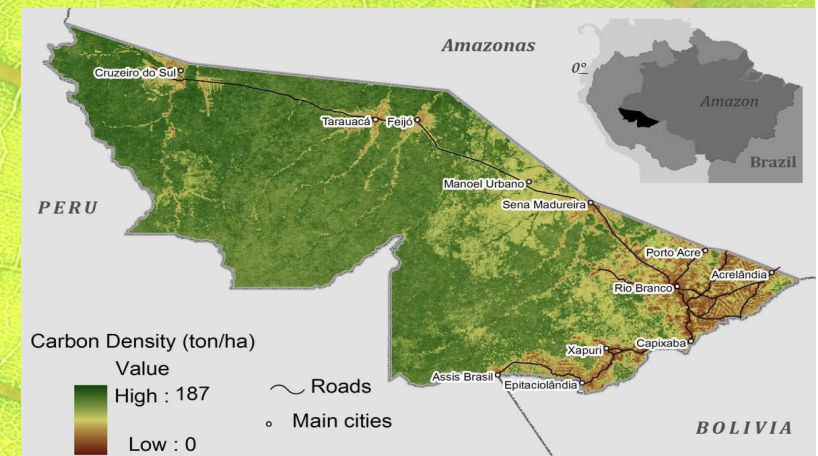 Amazonas
0°
Amazon
Brazil
Cruzeiro do Sul
Tarauacá
Feijó
Manoel Urbano
PERU
Sena Madureira
Porto Acre
Acrelândia
Rio Branco
Carbon Density (ton/ha)
Value
High : 187
Low : 0
Roads
Main cities
Xapuri
Capixaba
Assis Brasil
Epitaciolândia
BOLIVIA